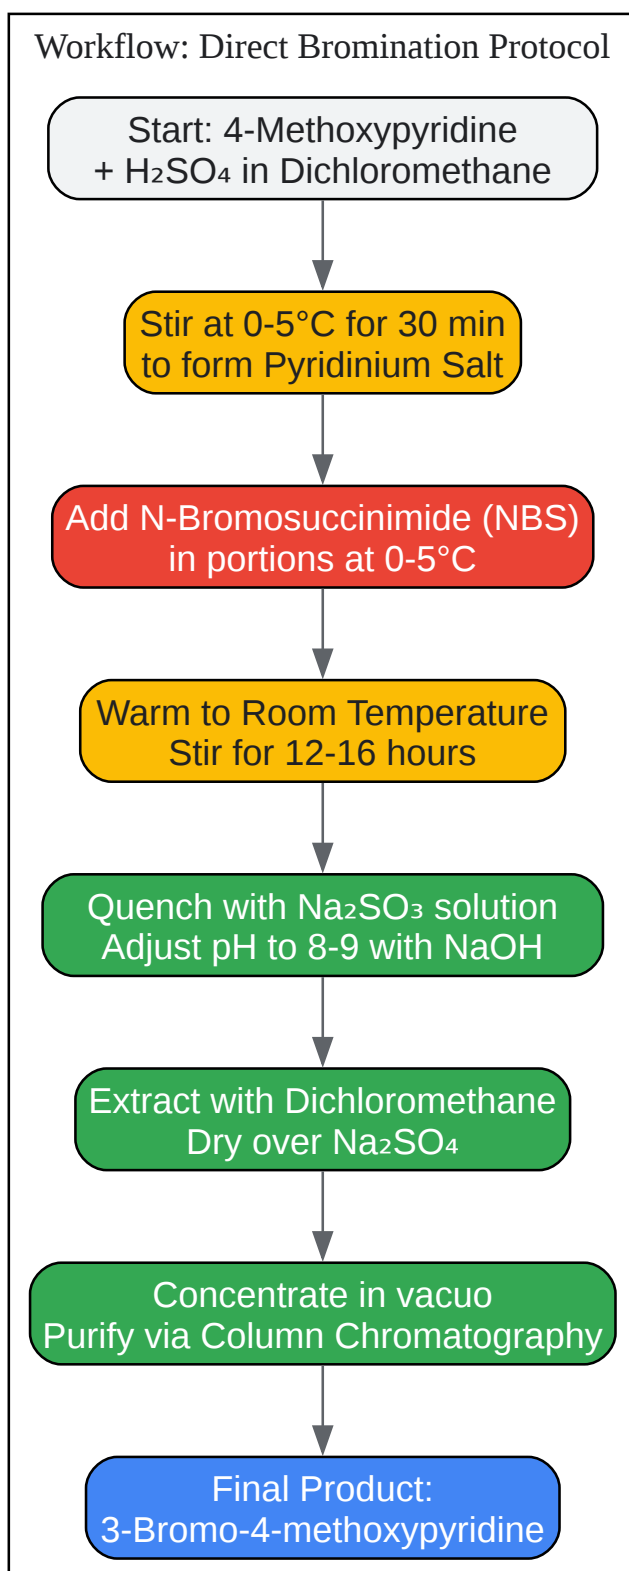 Workflow: Direct Bromination Protocol
Start: 4-Methoxypyridine
+ H₂SO₄ in Dichloromethane
Stir at 0-5°C for 30 min
to form Pyridinium Salt
Add N-Bromosuccinimide (NBS)
in portions at 0-5°C
Warm to Room Temperature
Stir for 12-16 hours
Quench with Na₂SO₃ solution
Adjust pH to 8-9 with NaOH
Extract with Dichloromethane
Dry over Na₂SO₄
Concentrate in vacuo
Purify via Column Chromatography
Final Product:
3-Bromo-4-methoxypyridine